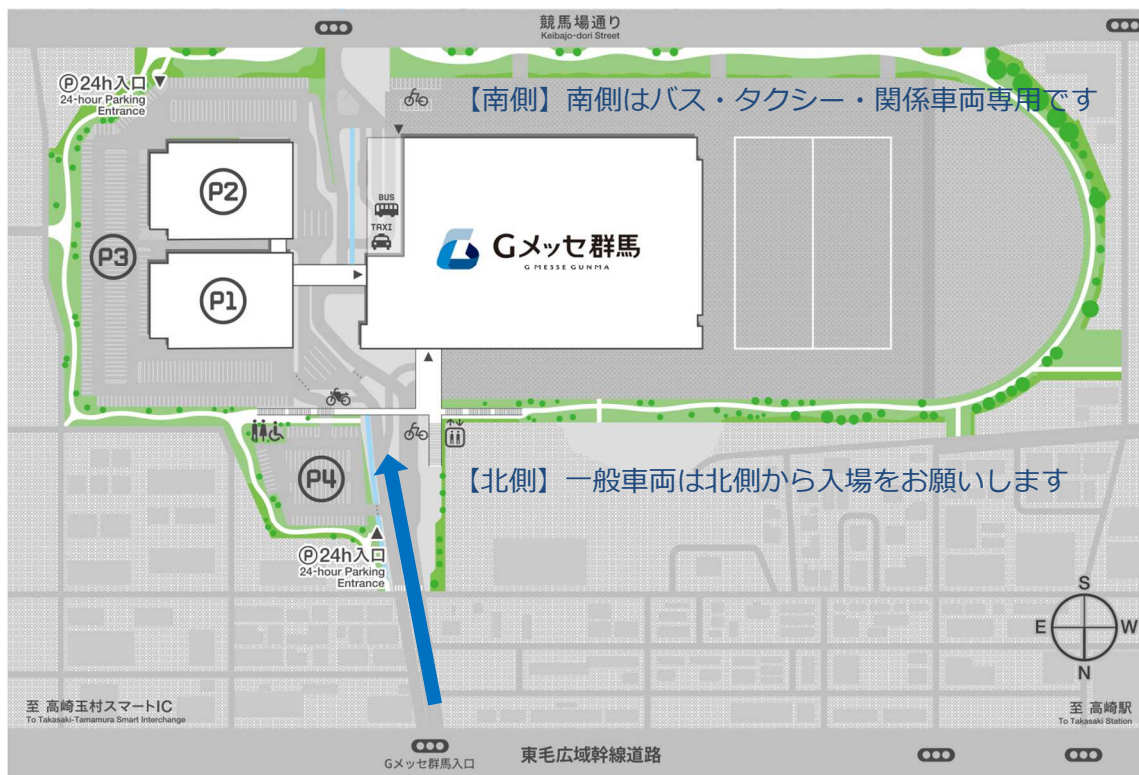 競馬場通り
Keibajo-dori Street
Ⓟ24h入口
24-hour Parking
Entrance
【南側】南側はバス・タクシー・関係車両専用です
P2
BUS
TAXI
P3
Gメッセ群馬
G MESSE GUNMA
P1
P4
【北側】一般車両は北側から入場をお願いします
Ⓟ24h入口
24-hour Parking
Entrance
S
E
W
N
至 高崎玉村スマートIC
To Takasaki-Tamamura Smart Interchange
至 高崎駅
To Takasaki Station
Gメッセ群馬入口
東毛広域幹線道路